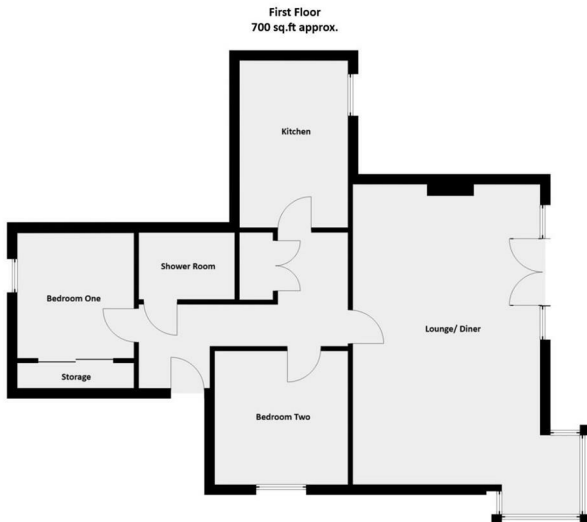 First Floor
700 sq.ft approx.
Kitchen
Shower Room
Bedroom One
Lounge/ Diner
Storage
Bedroom Two